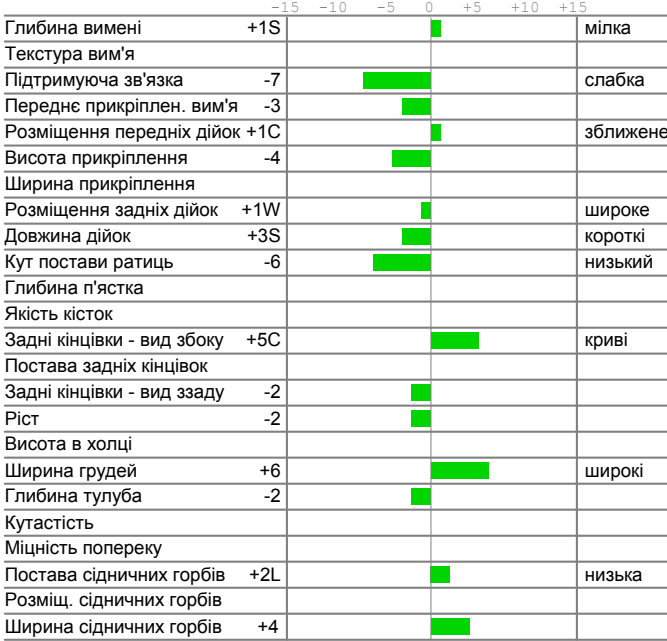 -15 -10 -5 0 +5 +10 +15
Глибина вимені +1S мілка
Текстура вим'я
Підтримуюча зв'язка -7 слабка
Переднє прикріплен. вим'я -3
Розміщення передніх дійок +1C зближене
Висота прикріплення -4
Ширина прикріплення
Розміщення задніх дійок +1W широке
Довжина дійок +3S короткі
Кут постави ратиць -6 низький
Глибина п'ястка
Якість кісток
Задні кінцівки - вид збоку +5C криві
Постава задніх кінцівок
Задні кінцівки - вид ззаду -2
Ріст -2
Висота в холці
Ширина грудей +6 широкі
Глибина тулуба -2
Кутастість
Міцність попереку
Постава сідничних горбів +2L низька
Розміщ. сідничних горбів
Ширина сідничних горбів +4